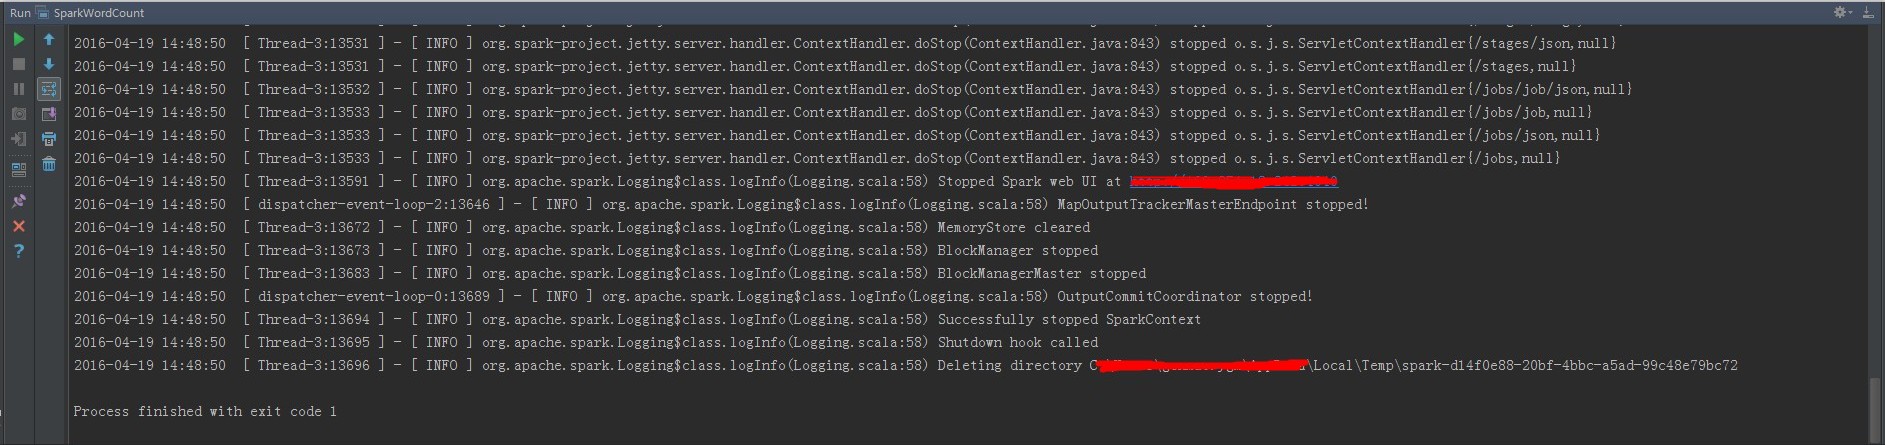 Run SparkWordCount
2016-04-19 14:48:50 [ Thread-3:13531 ] - [ INFO ] org.spark-project.jetty.server.handler.ContextHandler.doStop(ContextHandler.java:843) stopped o.s.j.s.ServletContextHandler{/stages/json,null}
2016-04-19 14:48:50 [ Thread-3:13531 ] - [ INFO ] org.spark-project.jetty.server.handler.ContextHandler.doStop(ContextHandler.java:843) stopped o.s.j.s.ServletContextHandler{/stages,null}
2016-04-19 14:48:50 [ Thread-3:13532 ] - [ INFO ] org.spark-project.jetty.server.handler.ContextHandler.doStop(ContextHandler.java:843) stopped o.s.j.s.ServletContextHandler{/jobs/job/json,null}
2016-04-19 14:48:50 [ Thread-3:13533 ] - [ INFO ] org.spark-project.jetty.server.handler.ContextHandler.doStop(ContextHandler.java:843) stopped o.s.j.s.ServletContextHandler{/jobs/job,null}
2016-04-19 14:48:50 [ Thread-3:13533 ] - [ INFO ] org.spark-project.jetty.server.handler.ContextHandler.doStop(ContextHandler.java:843) stopped o.s.j.s.ServletContextHandler{/jobs/json,null}
2016-04-19 14:48:50 [ Thread-3:13533 ] - [ INFO ] org.spark-project.jetty.server.handler.ContextHandler.doStop(ContextHandler.java:843) stopped o.s.j.s.ServletContextHandler{/jobs,null}
2016-04-19 14:48:50 [ Thread-3:13591 ] - [ INFO ] org.apache.spark.Logging$class.logInfo(Logging.scala:58) Stopped Spark web UI at
2016-04-19 14:48:50 [ dispatcher-event-loop-2:13646 ] - [ INFO ] org.apache.spark.Logging$class.logInfo(Logging.scala:58) MapOutputTrackerMasterEndpoint stopped!
2016-04-19 14:48:50 [ Thread-3:13672 ] - [ INFO ] org.apache.spark.Logging$class.logInfo(Logging.scala:58) MemoryStore cleared
2016-04-19 14:48:50 [ Thread-3:13673 ] - [ INFO ] org.apache.spark.Logging$class.logInfo(Logging.scala:58) BlockManager stopped
2016-04-19 14:48:50 [ Thread-3:13683 ] - [ INFO ] org.apache.spark.Logging$class.logInfo(Logging.scala:58) BlockManagerMaster stopped
2016-04-19 14:48:50 [ dispatcher-event-loop-0:13689 ] - [ INFO ] org.apache.spark.Logging$class.logInfo(Logging.scala:58) OutputCommitCoordinator stopped!
2016-04-19 14:48:50 [ Thread-3:13694 ] - [ INFO ] org.apache.spark.Logging$class.logInfo(Logging.scala:58) Successfully stopped SparkContext
2016-04-19 14:48:50 [ Thread-3:13695 ] - [ INFO ] org.apache.spark.Logging$class.logInfo(Logging.scala:58) Shutdown hook called
2016-04-19 14:48:50 [ Thread-3:13696 ] - [ INFO ] org.apache.spark.Logging$class.logInfo(Logging.scala:58) Deleting directory C \Local\Temp\spark-d14f0e88-20bf-4bbc-a5ad-99c48e79bc72
Process finished with exit code 1